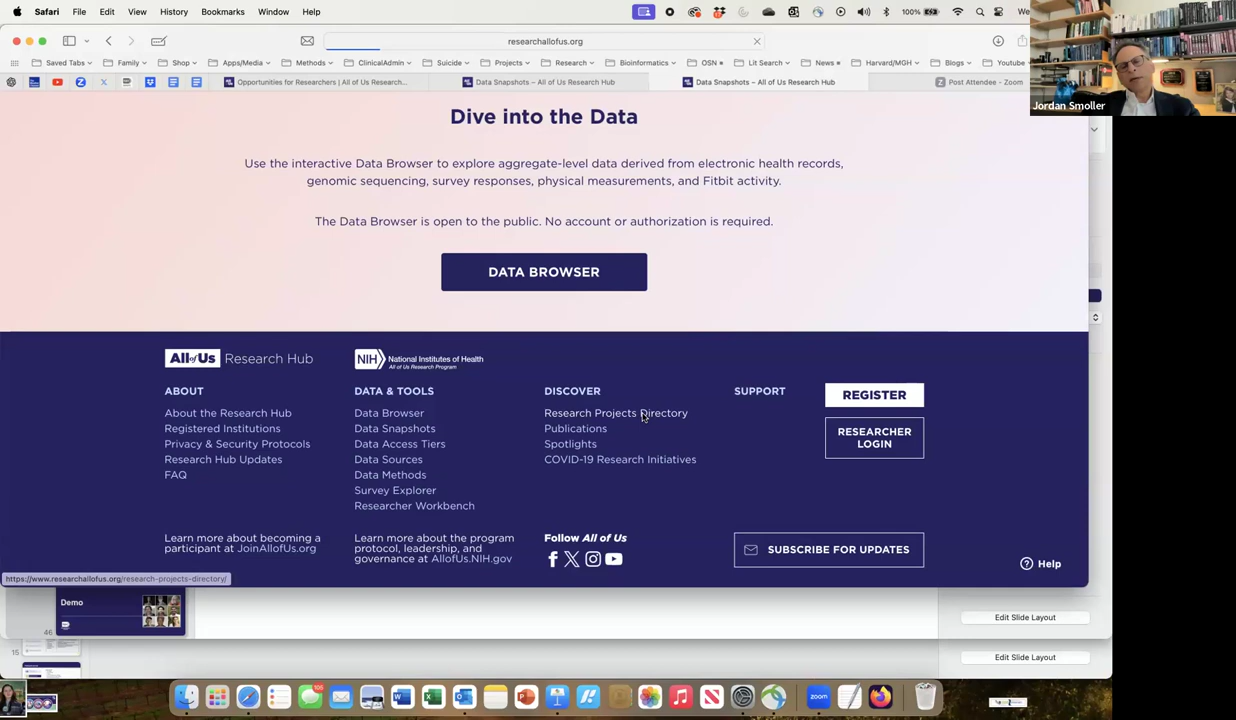 Safari File Edit View History Bookmarks Window Help
100%
We
researchallofus.org
Saved Tabs Family Shop Apps/Media Methods ClinicalAdmin Suicide Projects Research Bioinformatics OSN Lit Search News Harvard/MGH Blogs Youtube
Opportunities for Researchers | All of Us Research...
Data Snapshots – All of Us Research Hub
Data Snapshots – All of Us Research Hub
Post Attendee - Zoom
Jordan Smoller
Dive into the Data
Use the interactive Data Browser to explore aggregate-level data derived from electronic health records,
genomic sequencing, survey responses, physical measurements, and Fitbit activity.
The Data Browser is open to the public. No account or authorization is required.
DATA BROWSER
All of Us Research Hub
NIH National Institutes of Health
All of Us Research Program
ABOUT
About the Research Hub
Registered Institutions
Privacy & Security Protocols
Research Hub Updates
FAQ
DATA & TOOLS
Data Browser
Data Snapshots
Data Access Tiers
Data Sources
Data Methods
Survey Explorer
Researcher Workbench
DISCOVER
Research Projects Directory
Publications
Spotlights
COVID-19 Research Initiatives
SUPPORT
REGISTER
RESEARCHER
LOGIN
Learn more about becoming a
participant at JoinAllofUs.org
Learn more about the program
protocol, leadership, and
governance at AllofUs.NIH.gov
Follow All of Us
SUBSCRIBE FOR UPDATES
Help
https://www.researchallofus.org/research-projects-directory/
Demo
46
15
Edit Slide Layout
Edit Slide Layout
zoom